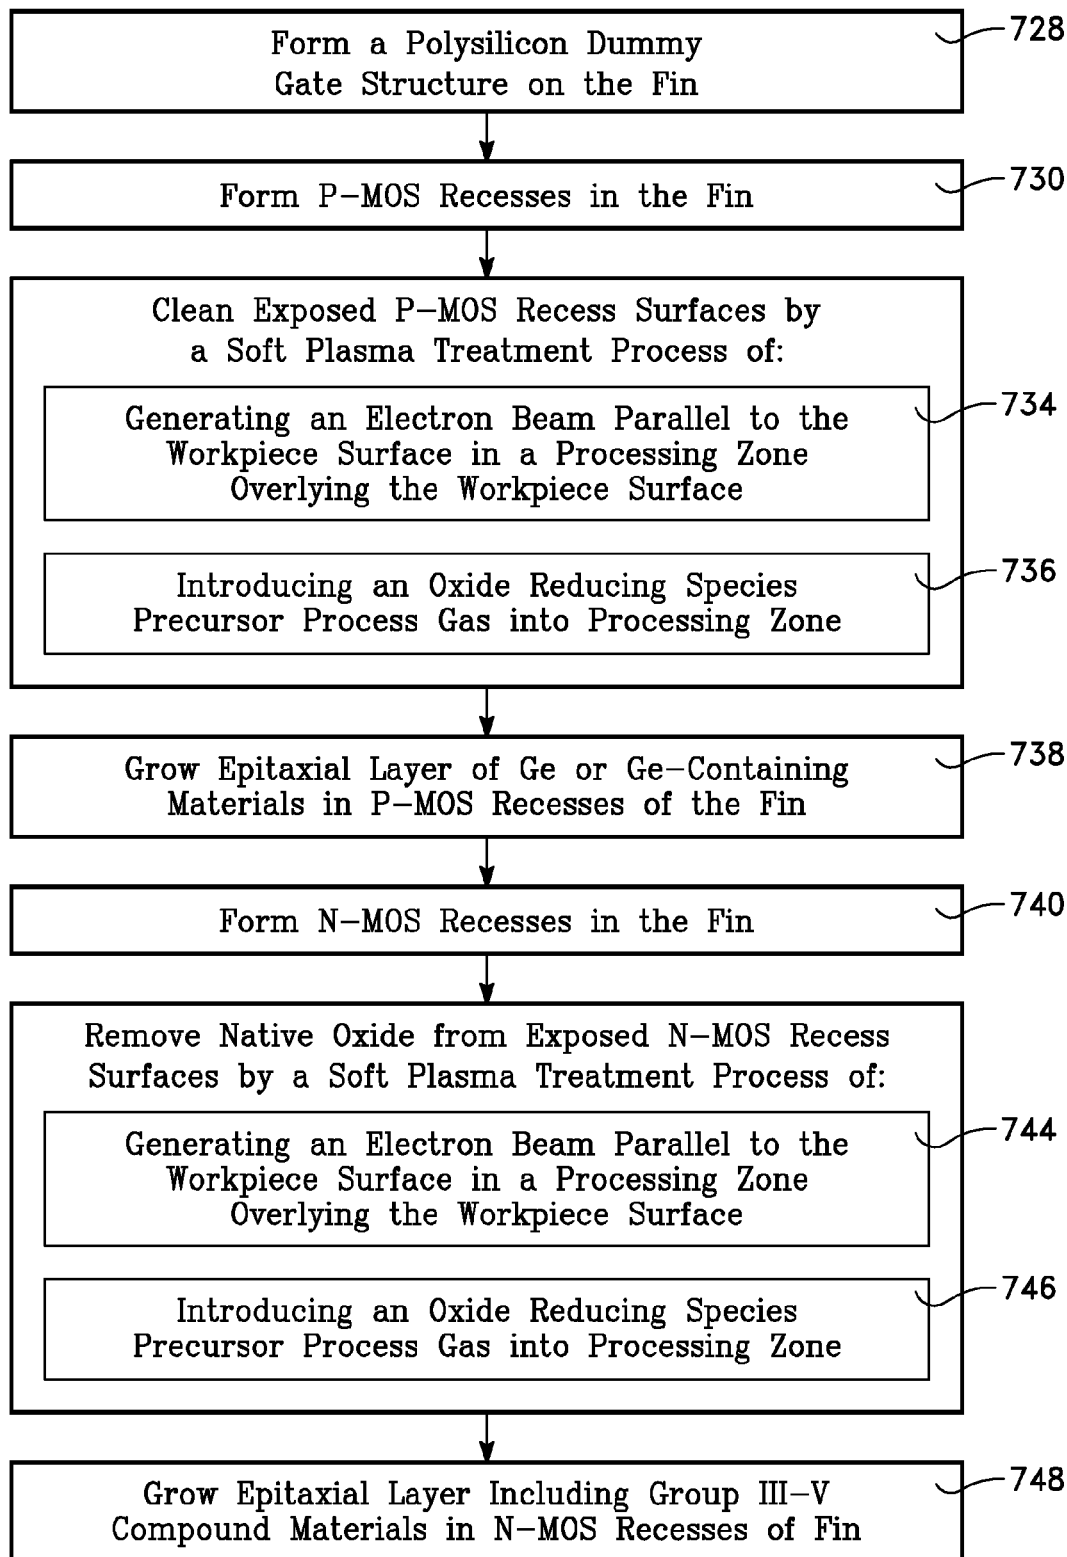 Form a Polysilicon Dummy
Gate Structure on the Fin
728
Form P-MOS Recesses in the Fin
730
Clean Exposed P-MOS Recess Surfaces by
a Soft Plasma Treatment Process of:
Generating an Electron Beam Parallel to the
Workpiece Surface in a Processing Zone
Overlying the Workpiece Surface
734
Introducing an Oxide Reducing Species
Precursor Process Gas into Processing Zone
736
Grow Epitaxial Layer of Ge or Ge-Containing
Materials in P-MOS Recesses of the Fin
738
Form N-MOS Recesses in the Fin
740
Remove Native Oxide from Exposed N-MOS Recess
Surfaces by a Soft Plasma Treatment Process of:
Generating an Electron Beam Parallel to the
Workpiece Surface in a Processing Zone
Overlying the Workpiece Surface
744
Introducing an Oxide Reducing Species
Precursor Process Gas into Processing Zone
746
Grow Epitaxial Layer Including Group III-V
Compound Materials in N-MOS Recesses of Fin
748